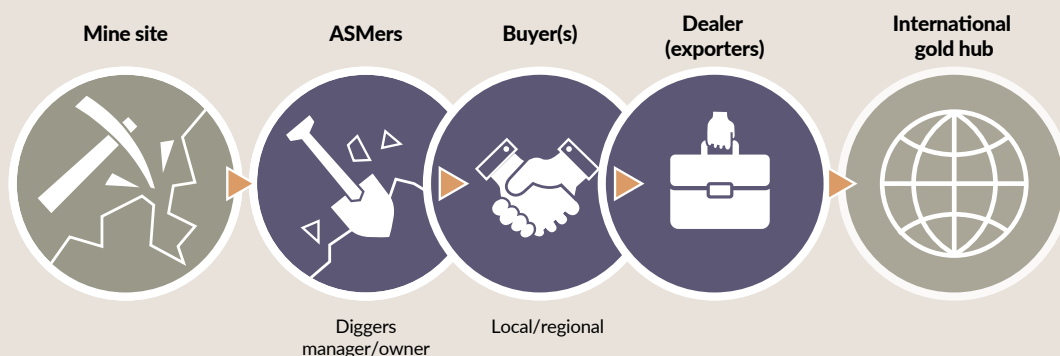 Mine site
ASMers
Buyer(s)
Dealer
(exporters)
International
gold hub
Diggers
manager/owner
Local/regional